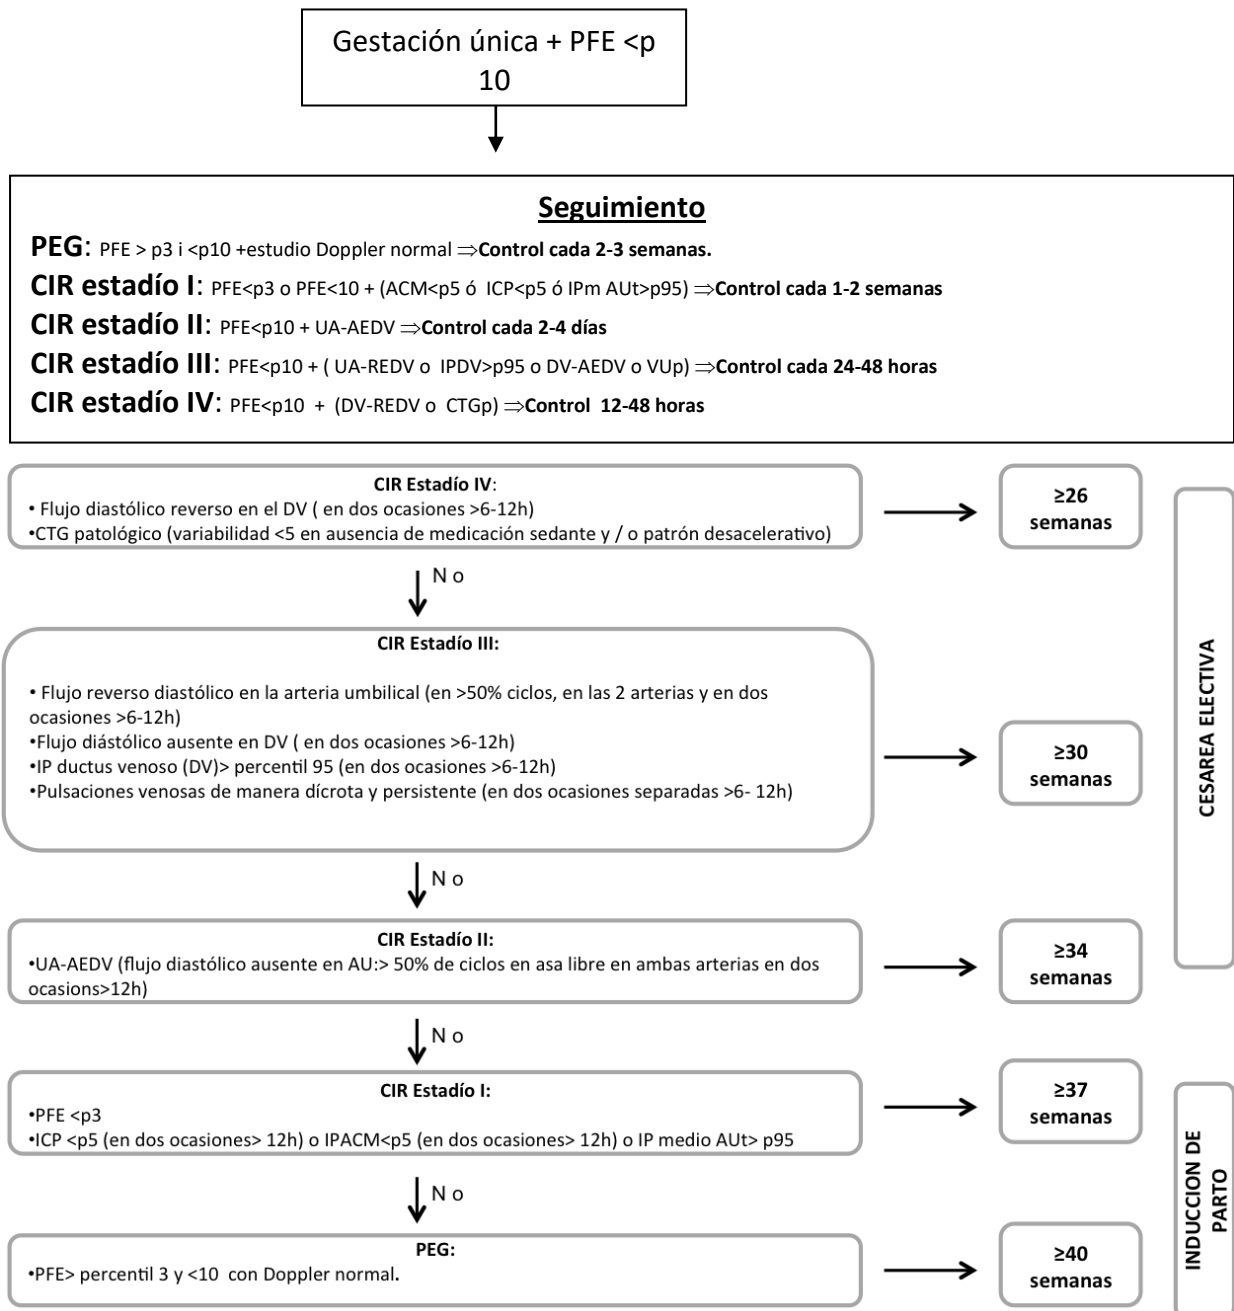 Gestación única + PFE <p
10
Seguimiento
PEG: PFE > p3 i <p10 +estudio Doppler normal ⇒Control cada 2-3 semanas.
CIR estadío I: PFE<p3 o PFE<10 + (ACM<p5 ó ICP<p5 ó IPm AUt>p95) ⇒Control cada 1-2 semanas
CIR estadío II: PFE<p10 + UA-AEDV ⇒Control cada 2-4 días
CIR estadío III: PFE<p10 + ( UA-REDV o IPDV>p95 o DV-AEDV o VUp) ⇒Control cada 24-48 horas
CIR estadío IV: PFE<p10 + (DV-REDV o CTGp) ⇒Control 12-48 horas
CIR Estadío IV:
• Flujo diastólico reverso en el DV ( en dos ocasiones >6-12h)
•CTG patológico (variabilidad <5 en ausencia de medicación sedante y / o patrón desacelerativo)
≥26
semanas
N o
CIR Estadío III:
• Flujo reverso diastólico en la arteria umbilical (en >50% ciclos, en las 2 arterias y en dos
ocasiones >6-12h)
•Flujo diástólico ausente en DV ( en dos ocasiones >6-12h)
•IP ductus venoso (DV)> percentil 95 (en dos ocasiones >6-12h)
•Pulsaciones venosas de manera dícrota y persistente (en dos ocasiones separadas >6- 12h)
≥30
semanas
CESAREA ELECTIVA
N o
CIR Estadío II:
•UA-AEDV (flujo diastólico ausente en AU:> 50% de ciclos en asa libre en ambas arterias en dos
ocasions>12h)
≥34
semanas
N o
CIR Estadío I:
•PFE <p3
•ICP <p5 (en dos ocasiones> 12h) o IPACM<p5 (en dos ocasiones> 12h) o IP medio AUt> p95
≥37
semanas
N o
PEG:
•PFE> percentil 3 y <10 con Doppler normal.
≥40
semanas
INDUCCION DE
PARTO